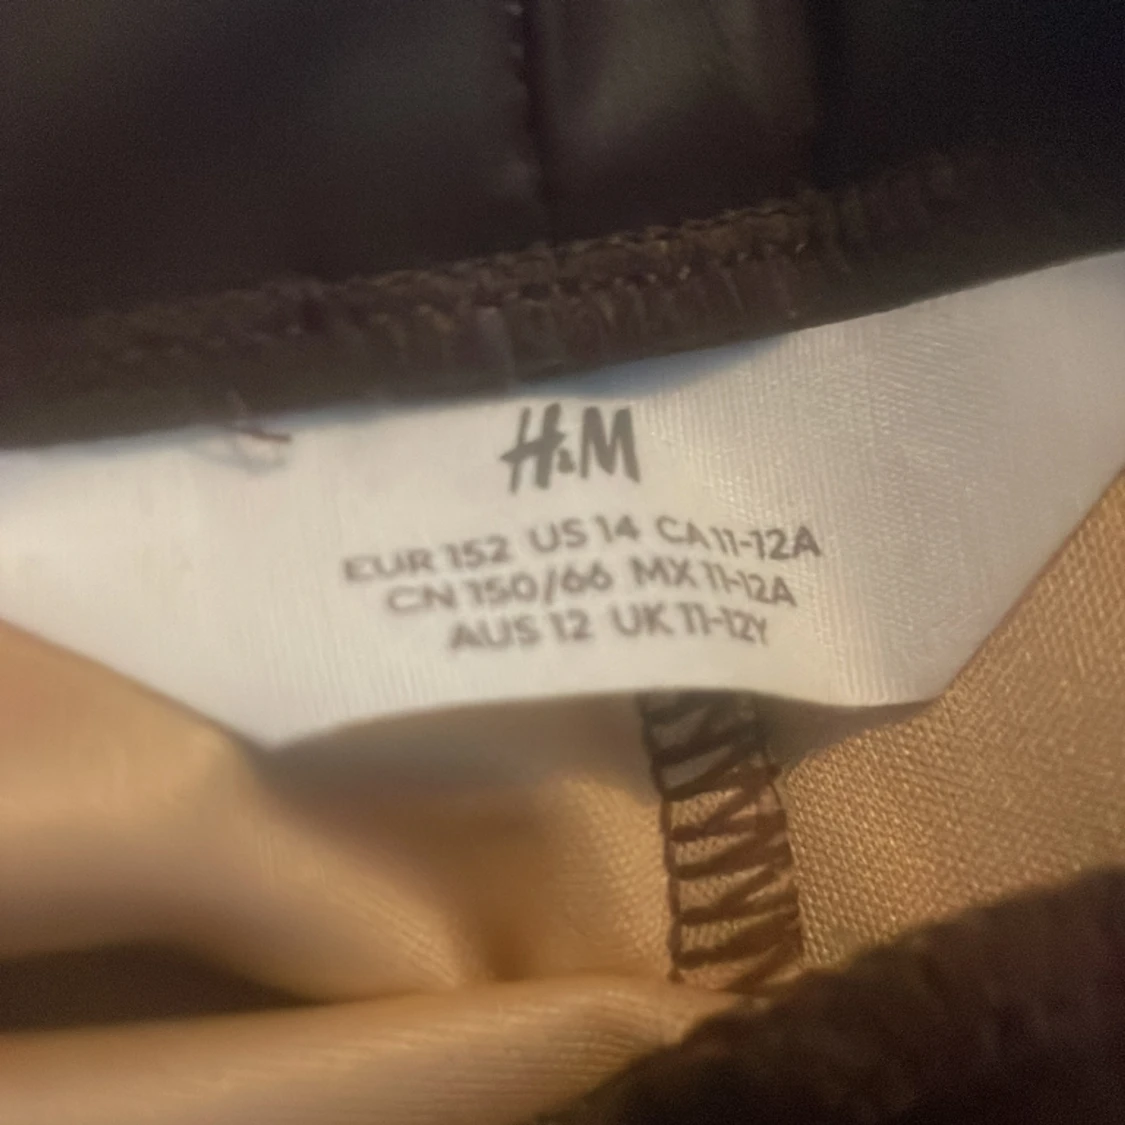 H&M
EUR 152 US 14 CA 11-12A
CN 150/66 MX 11-12A
AUS 12 UK 11-12Y